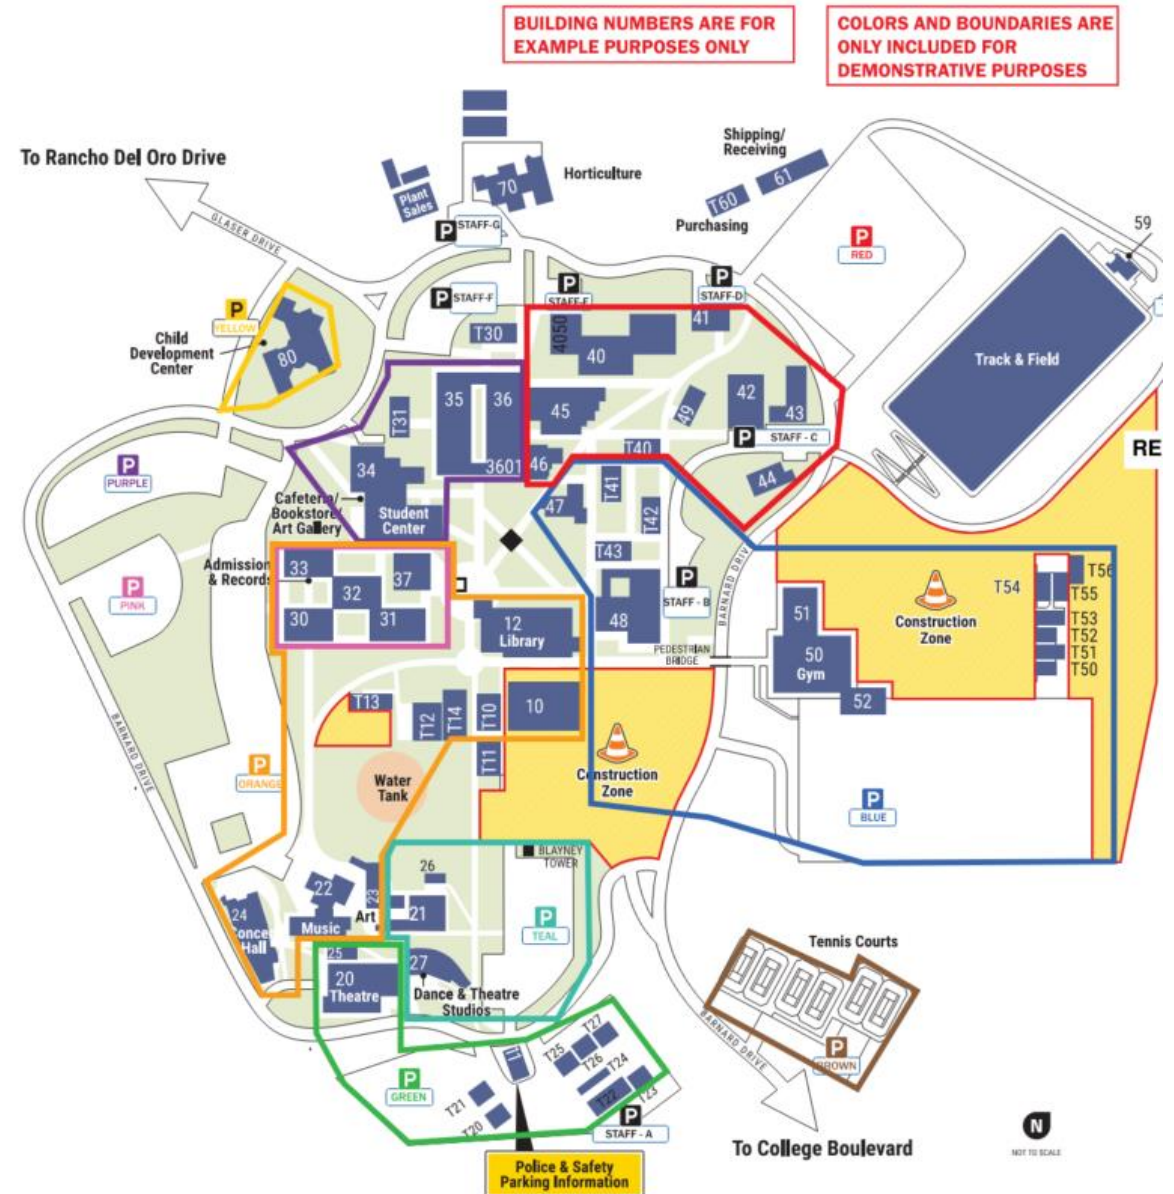 BUILDING NUMBERS ARE FOR
EXAMPLE PURPOSES ONLY
COLORS AND BOUNDARIES ARE
ONLY INCLUDED FOR
DEMONSTRATIVE PURPOSES
To Rancho Del Oro Drive
GLASER DRIVE
Plant
Sales
70
Horticulture
Shipping/
Receiving
61
T60
Purchasing
P
STAFF-G
P
STAFF-F
P
STAFF-E
P
STAFF-D
P
RED
59
Track & Field
P
YELLOW
Child
Development
Center
80
T30
4050
40
41
42
43
45
49
35
36
T31
3601
46
T40
P
STAFF - C
44
RE
P
PURPLE
34
Cafeteria/
Bookstore/
Art Gallery
Student
Center
47
T41
T42
T43
48
P
STAFF - B
BARNARD DRIV
Admission
& Records
33
37
32
30
31
P
PINK
12
Library
PEDESTRIAN
BRIDGE
51
50
Gym
52
Construction
Zone
T54
T56
T55
T53
T52
T51
T50
T13
T12
T14
T10
10
T11
BARNARD DRIVE
P
ORANGE
Water
Tank
Construction
Zone
P
BLUE
BLAYNEY
TOWER
26
22
23
Art
21
24
Conce
Hall
Music
P
TEAL
25
20
Theatre
27
Dance & Theatre
Studios
Tennis Courts
P
BROWN
BARNARD DRIVE
P
GREEN
T21
T20
T25
T27
T26
T24
T22
T23
P
STAFF - A
Police & Safety
Parking Information
To College Boulevard
N
NOT TO SCALE